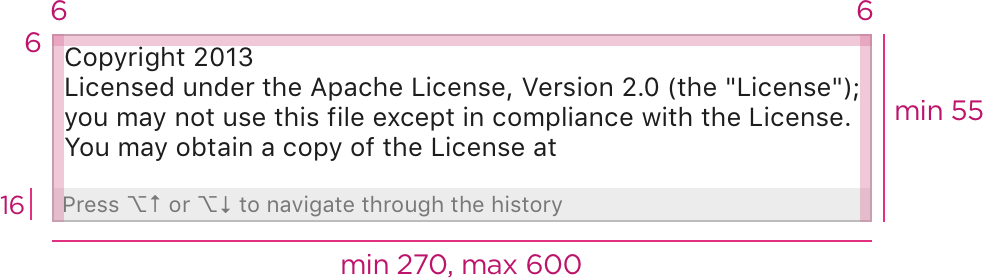 6 6
6
Copyright 2013
Licensed under the Apache License, Version 2.0 (the "License");
you may not use this file except in compliance with the License.
You may obtain a copy of the License at
min 55
16
Press ⌥↑ or ⌥↓ to navigate through the history
min 270, max 600